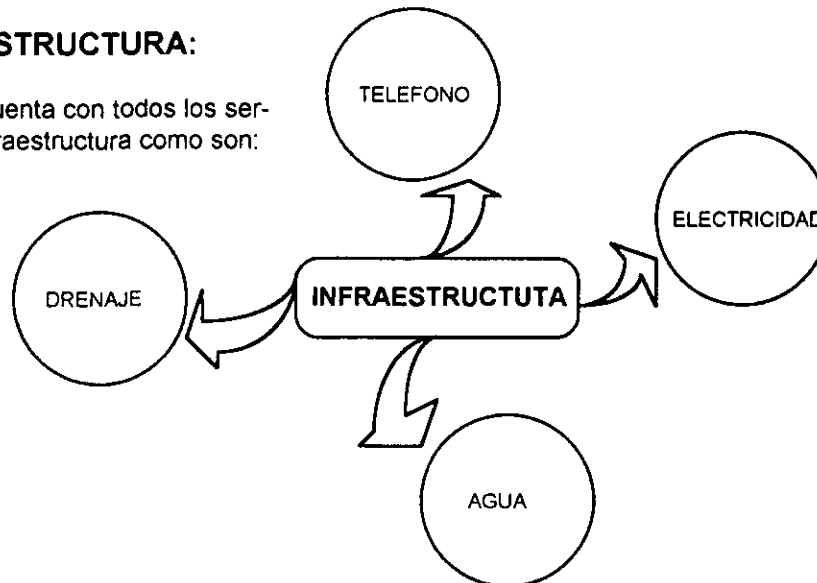 STRUCTURA:
uenta con todos los ser-
raestructura como son:
TELEFONO
ELECTRICIDAD
DRENAJE
INFRAESTRUCTUTA
AGUA